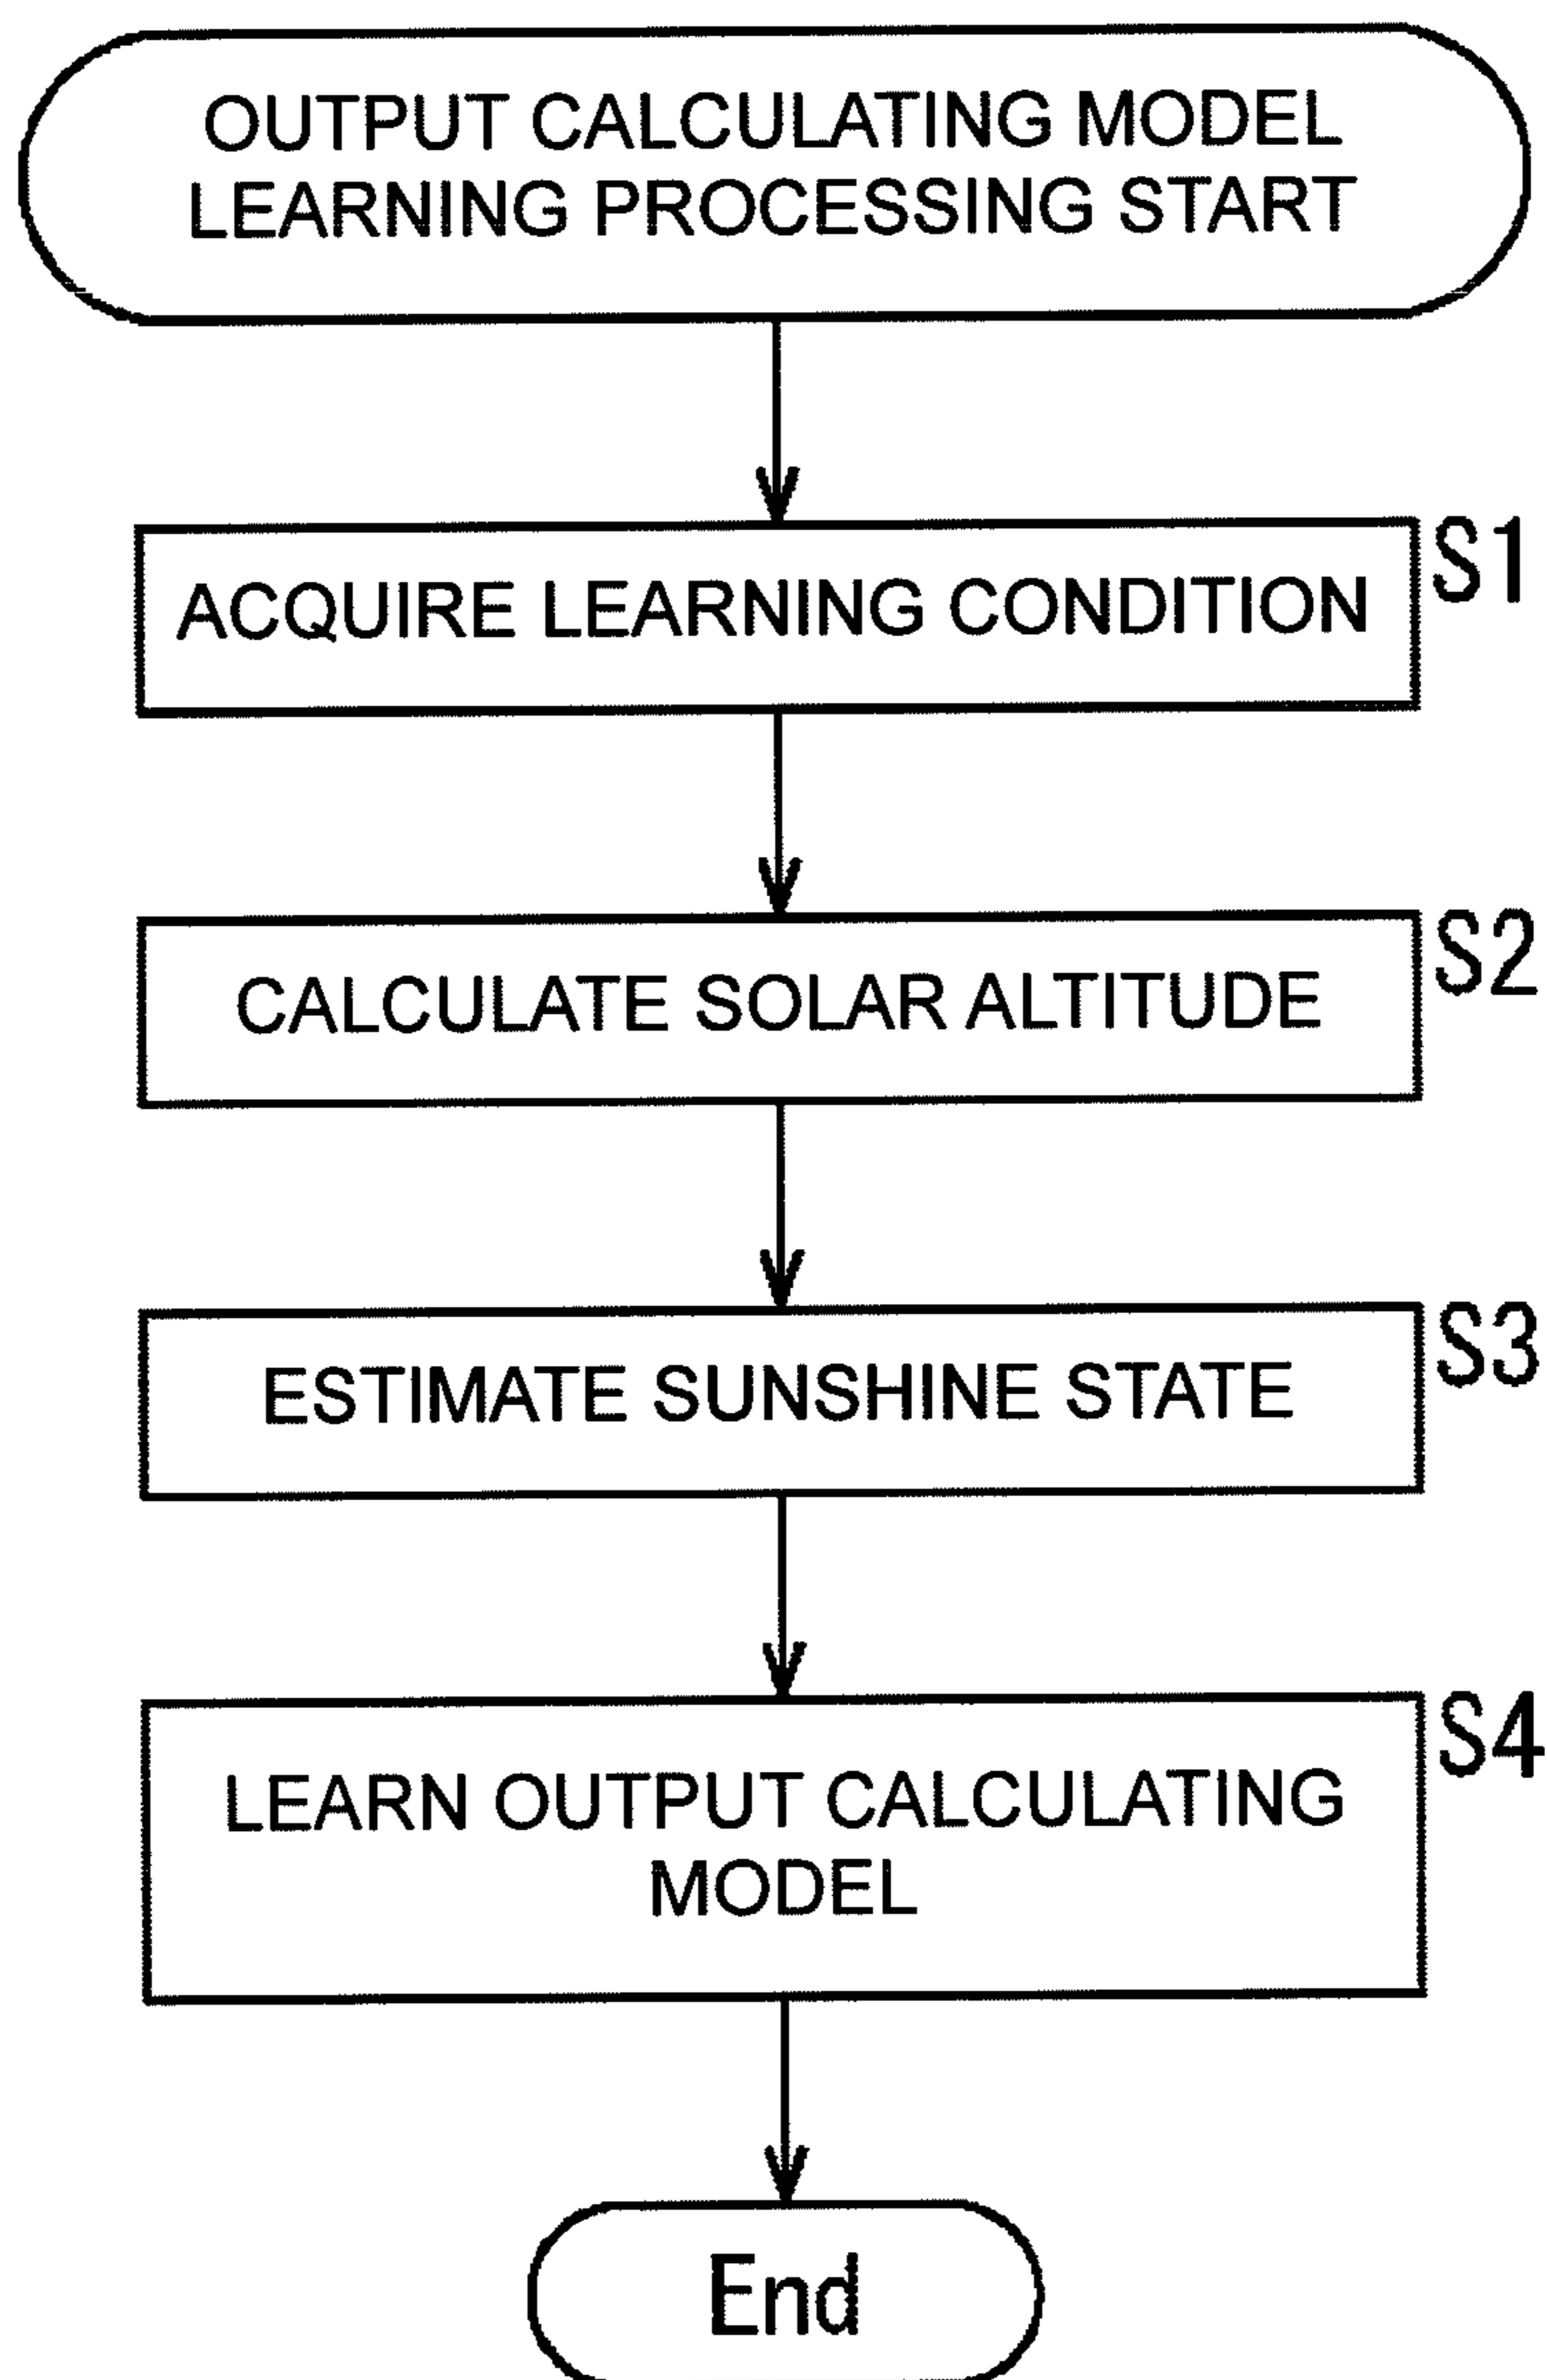 OUTPUT CALCULATING MODEL
LEARNING PROCESSING START
ACQUIRE LEARNING CONDITION
S1
CALCULATE SOLAR ALTITUDE
S2
ESTIMATE SUNSHINE STATE
S3
LEARN OUTPUT CALCULATING
MODEL
S4
End